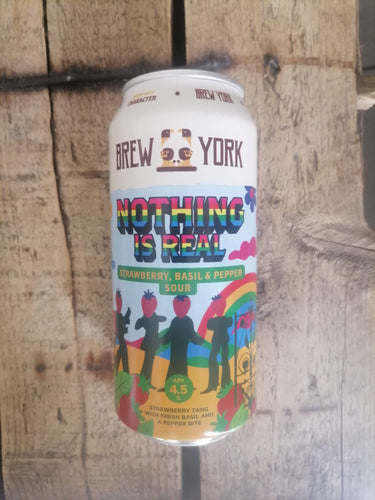 CHARACTER
BREW YORK
BREW YORK
NOTHING
IS REAL
STRAWBERRY, BASIL & PEPPER
SOUR
ABV
4.5
%
STRAWBERRY TANG
WITH FRESH BASIL AND
A PEPPER BITE